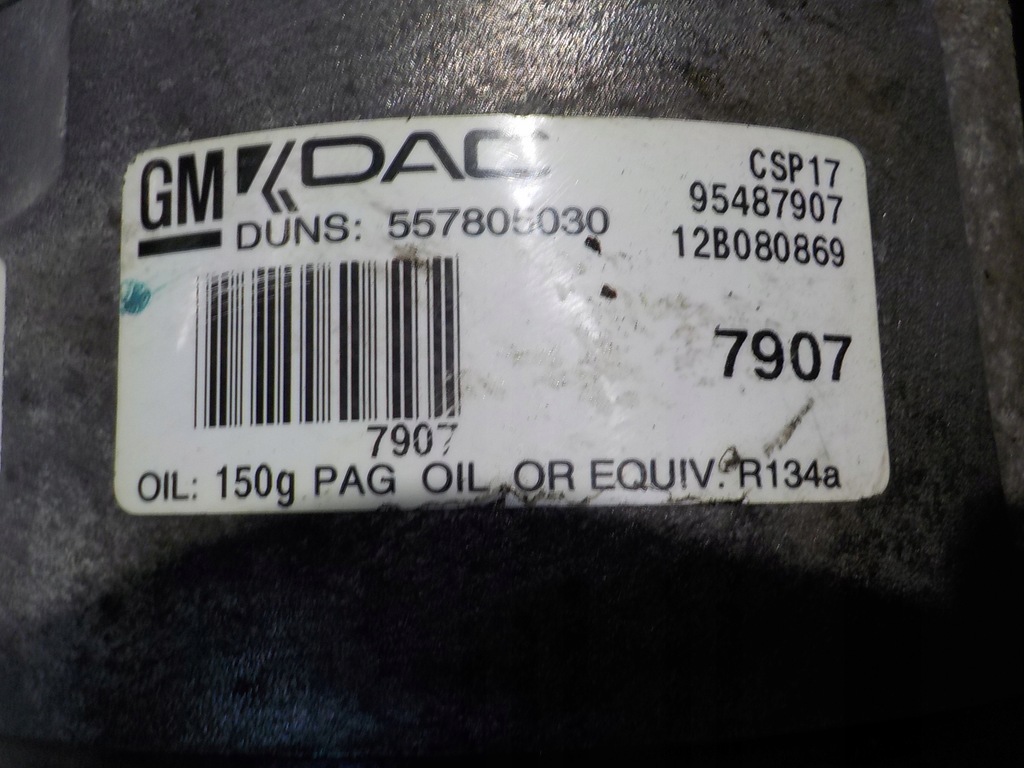 GM DAC
DUNS: 557805030
CSP17
95487907
12B080869
7907
7907
OIL: 150g PAG OIL OR EQUIV. R134a